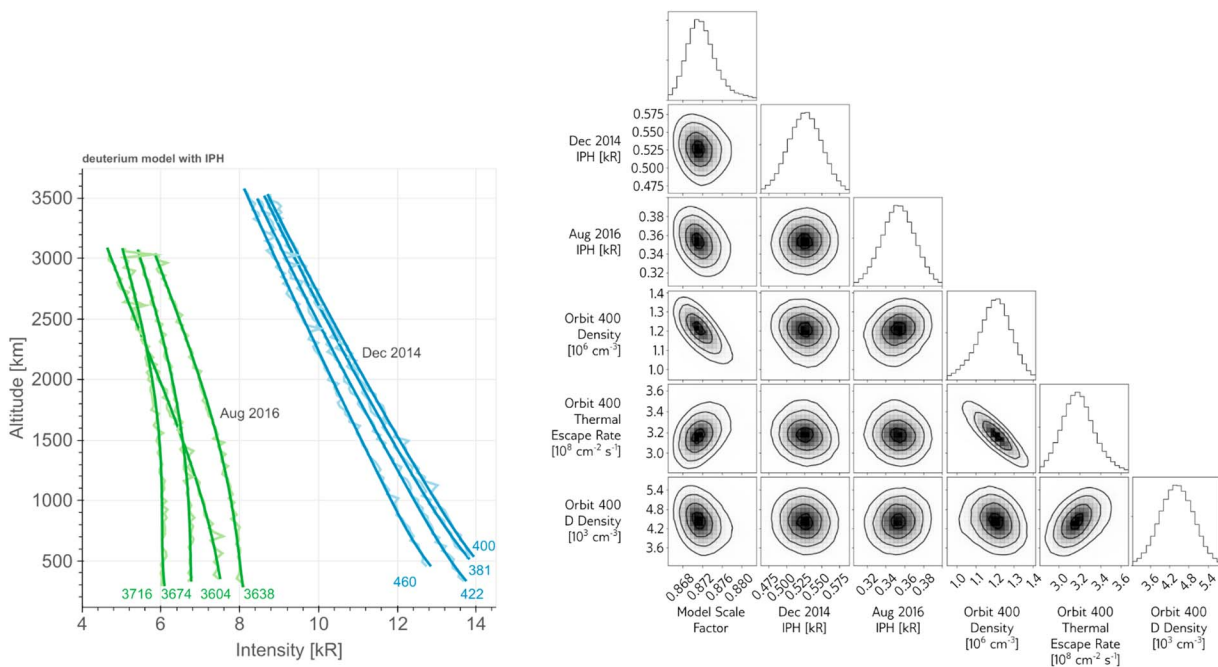 deuterium model with IPH
3500
3000
2500
2000
1500
1000
500
Altitude [km]
Dec 2014
Aug 2016
400
381
460
422
3716 3674 3604 3638
4 6 8 10 12 14
Intensity [kR]
Dec 2014
IPH [kR]
0.575
0.550
0.525
0.500
0.475
Aug 2016
IPH [kR]
0.38
0.36
0.34
0.32
Orbit 400
Density
[10⁶ cm⁻³]
1.4
1.3
1.2
1.1
1.0
Orbit 400
Thermal
Escape Rate
[10⁸ cm⁻² s⁻¹]
3.6
3.4
3.2
3.0
Orbit 400
D Density
[10³ cm⁻³]
5.4
4.8
4.2
3.6
0.868 0.872 0.876 0.880
Model Scale
Factor
0.475 0.500 0.525 0.550 0.575
Dec 2014
IPH [kR]
0.32 0.34 0.36 0.38
Aug 2016
IPH [kR]
1.0 1.1 1.2 1.3 1.4
Orbit 400
Density
[10⁶ cm⁻³]
3.0 3.2 3.4 3.6
Orbit 400
Thermal
Escape Rate
[10⁸ cm⁻² s⁻¹]
3.6 4.2 4.8 5.4
Orbit 400
D Density
[10³ cm⁻³]